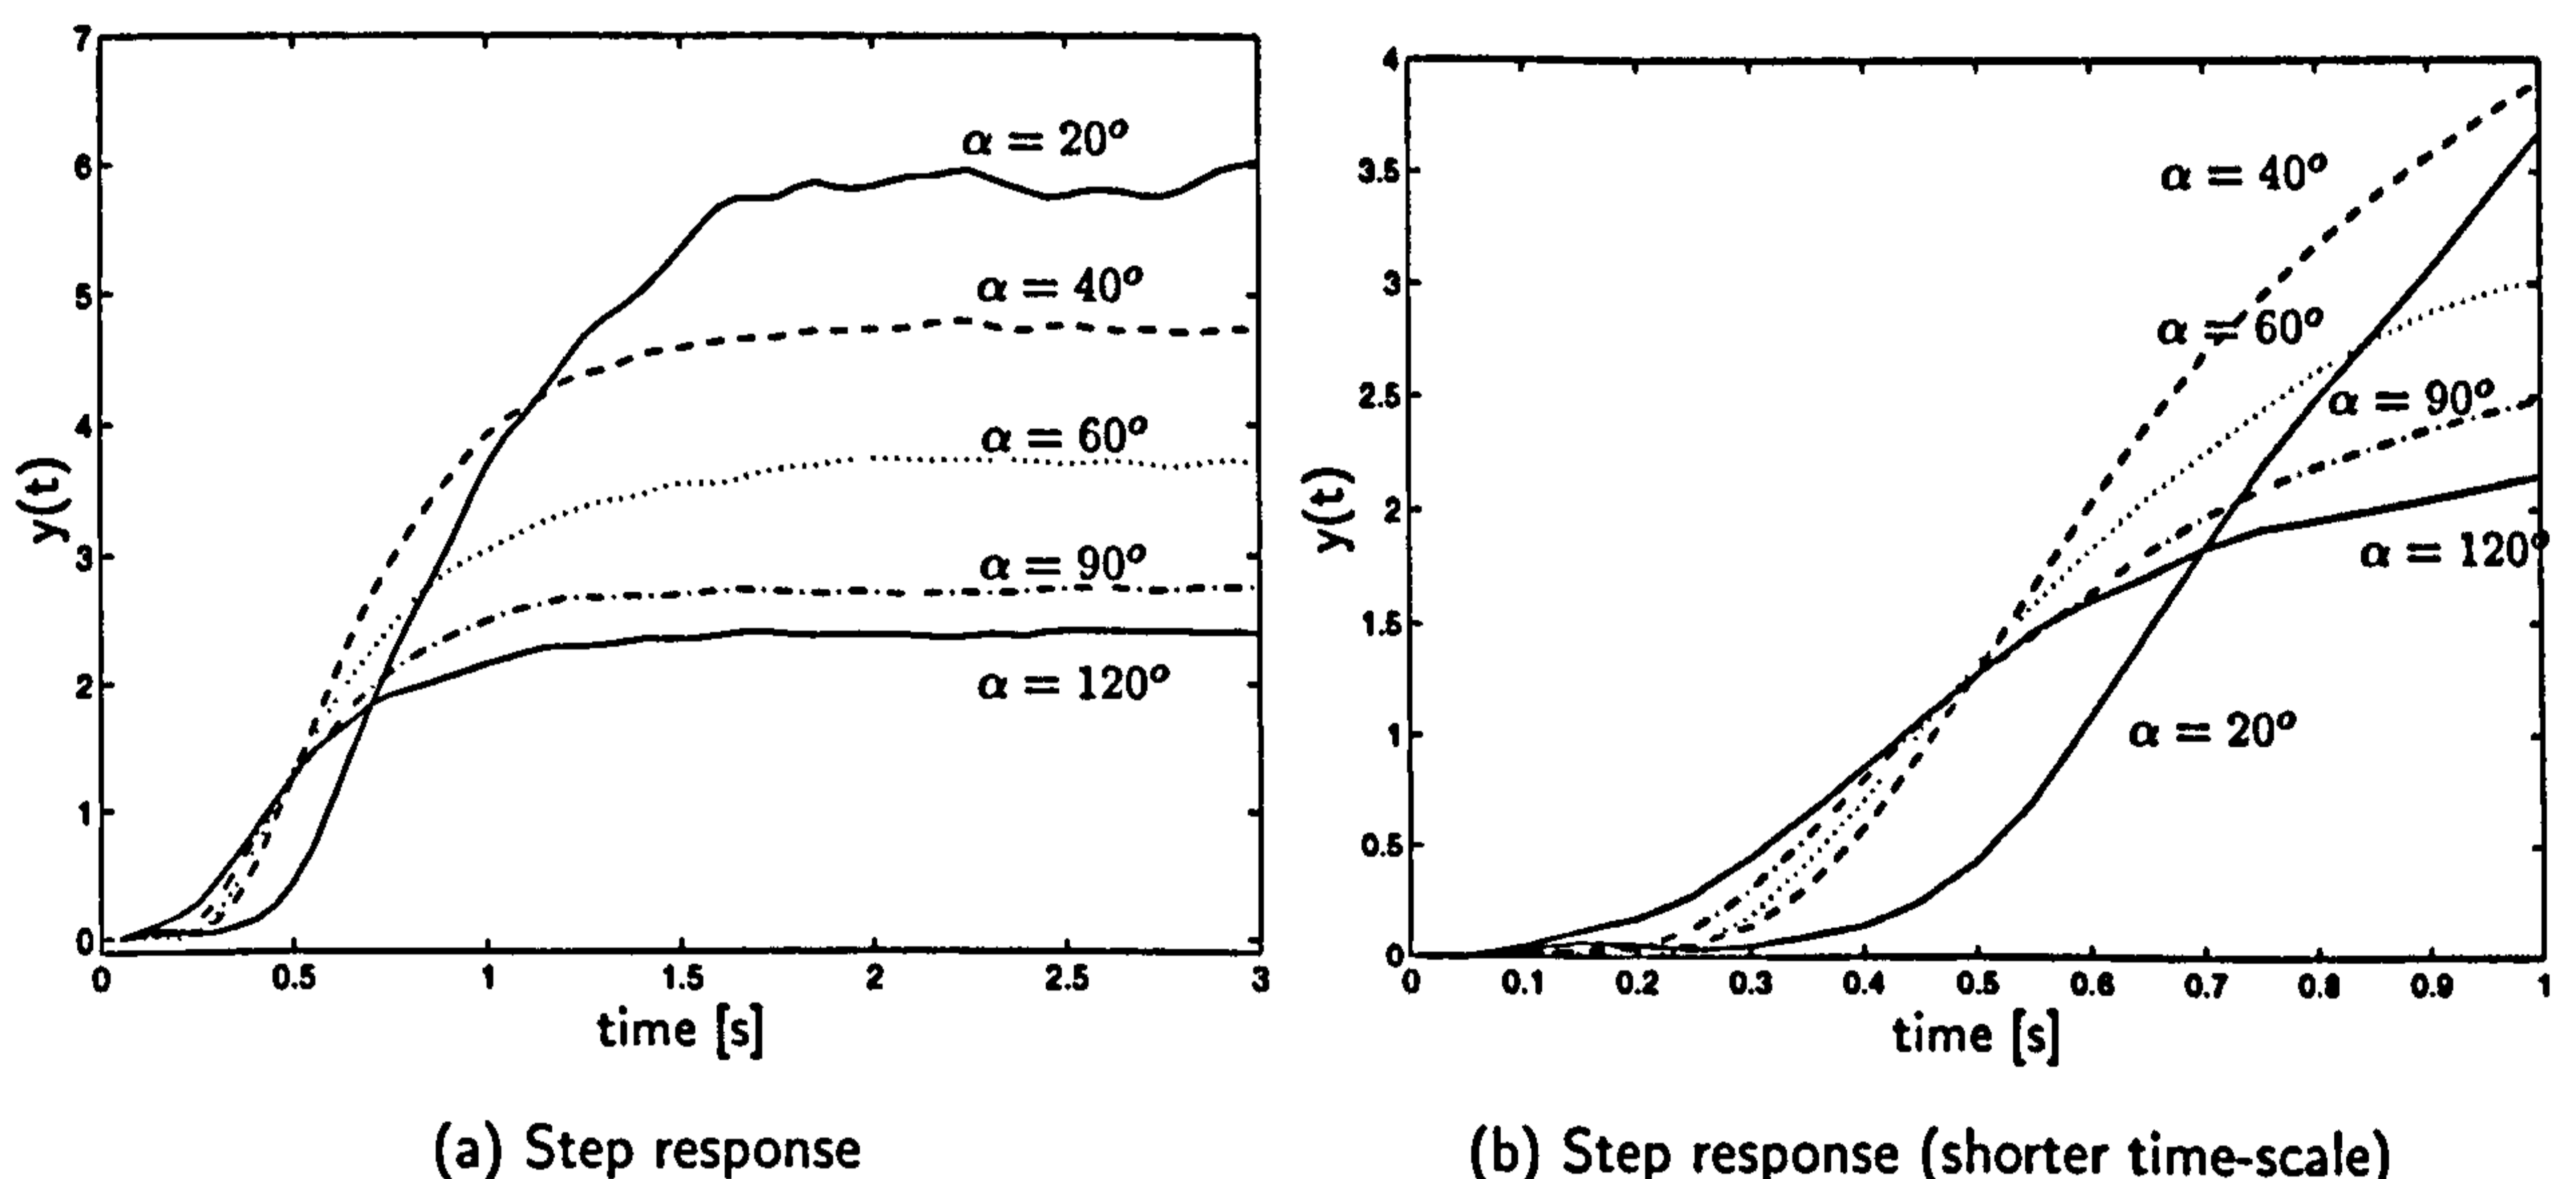 7
6
5
4
3
2
1
0
y(t)
α = 20°
α = 40°
α = 60°
α = 90°
α = 120°
0 0.5 1 1.5 2 2.5 3
time [s]
(a) Step response
4
3.5
3
2.5
2
1.5
1
0.5
0
y(t)
α = 40°
α = 60°
α = 90°
α = 120°
α = 20°
0 0.1 0.2 0.3 0.4 0.5 0.6 0.7 0.8 0.9 1
time [s]
(b) Step response (shorter time-scale)